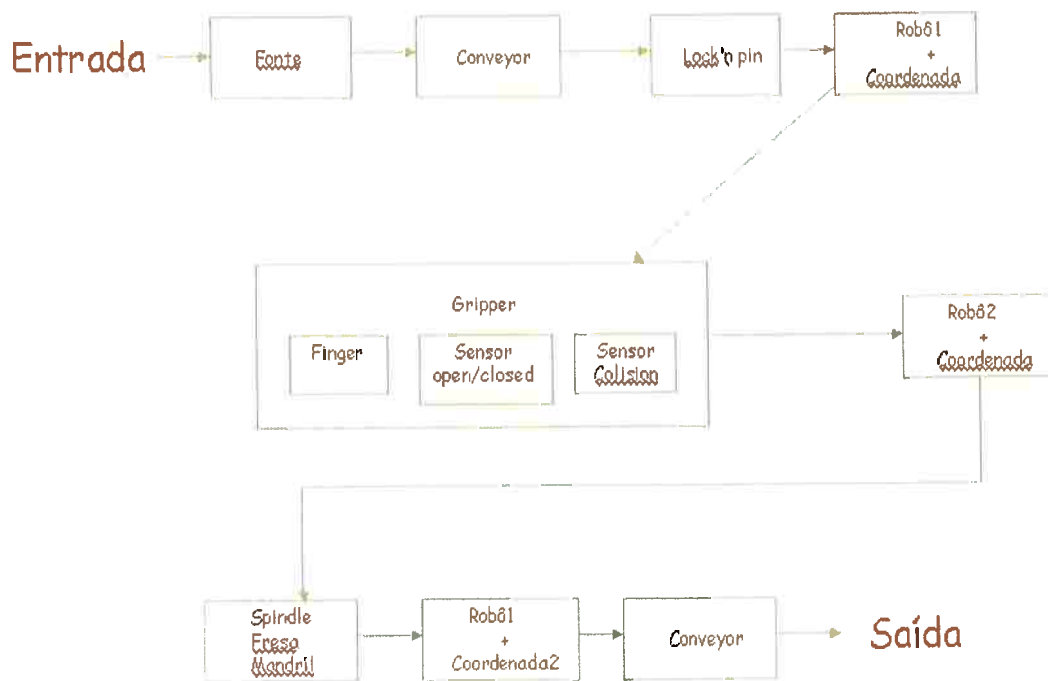 Entrada
Fonte
Conveyor
Lock'n pin
Robô1
+
Coordenada
Gripper
Finger
Sensor
open/closed
Sensor
Colision
Robô2
+
Coordenada
Spindle
Fresa
Mandril
Robô1
+
Coordenada2
Conveyor
Saída